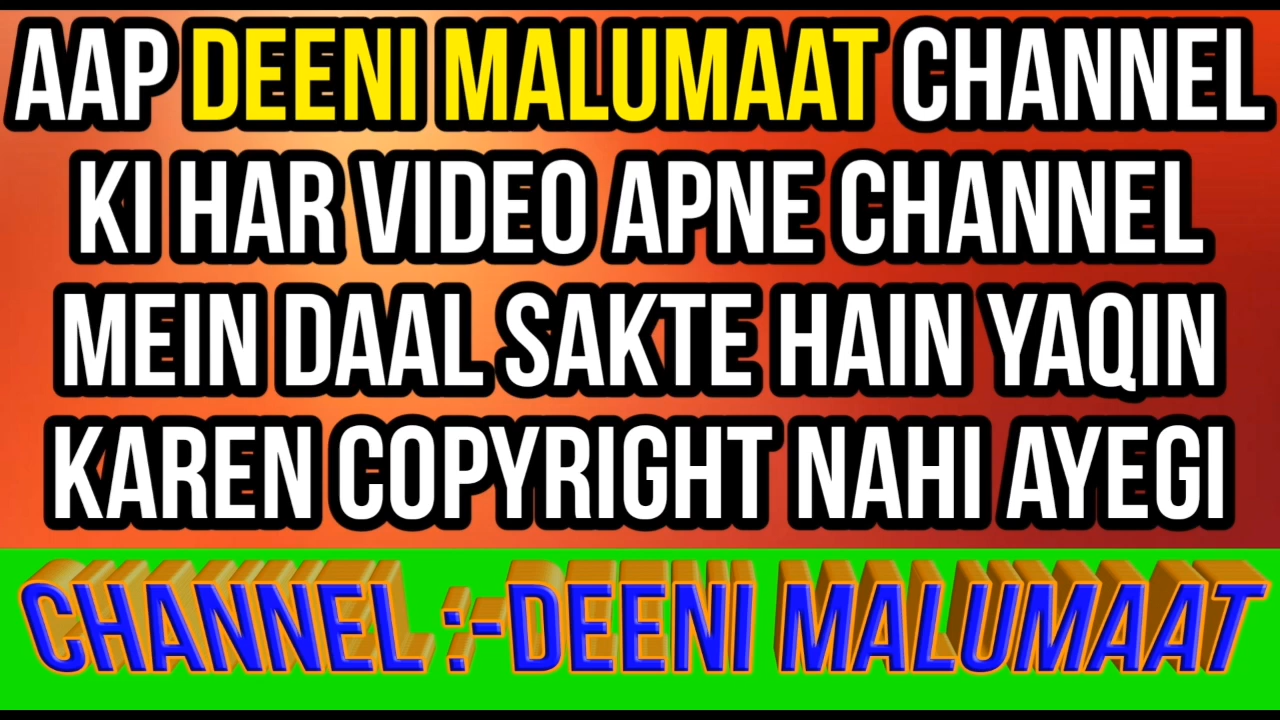 AAP DEENI MALUMAAT CHANNEL
KI HAR VIDEO APNE CHANNEL
MEIN DAAL SAKTE HAIN YAQIN
KAREN COPYRIGHT NAHI AYEGI
CHANNEL :-DEENI MALUMAAT